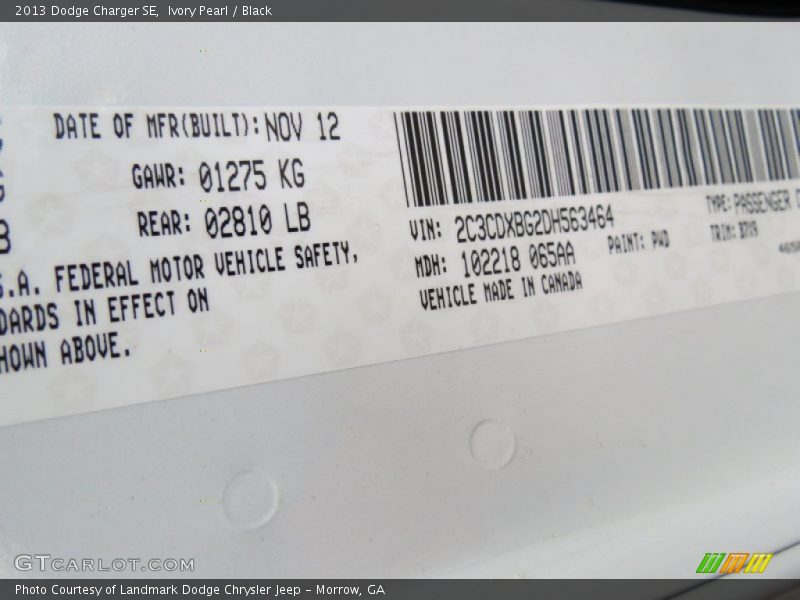 2013 Dodge Charger SE, Ivory Pearl / Black
DATE OF MFR(BUILT): NOV 12
GAWR: 01275 KG
REAR: 02810 LB
S.A. FEDERAL MOTOR VEHICLE SAFETY,
DARDS IN EFFECT ON
HOWN ABOVE.
VIN: 2C3CDXBG2DH563464
TYPE: PASSENGER
MDH: 102218 065AA
PAINT: PWD
TRIM:
VEHICLE MADE IN CANADA
GTCARLOT.COM
Photo Courtesy of Landmark Dodge Chrysler Jeep - Morrow, GA